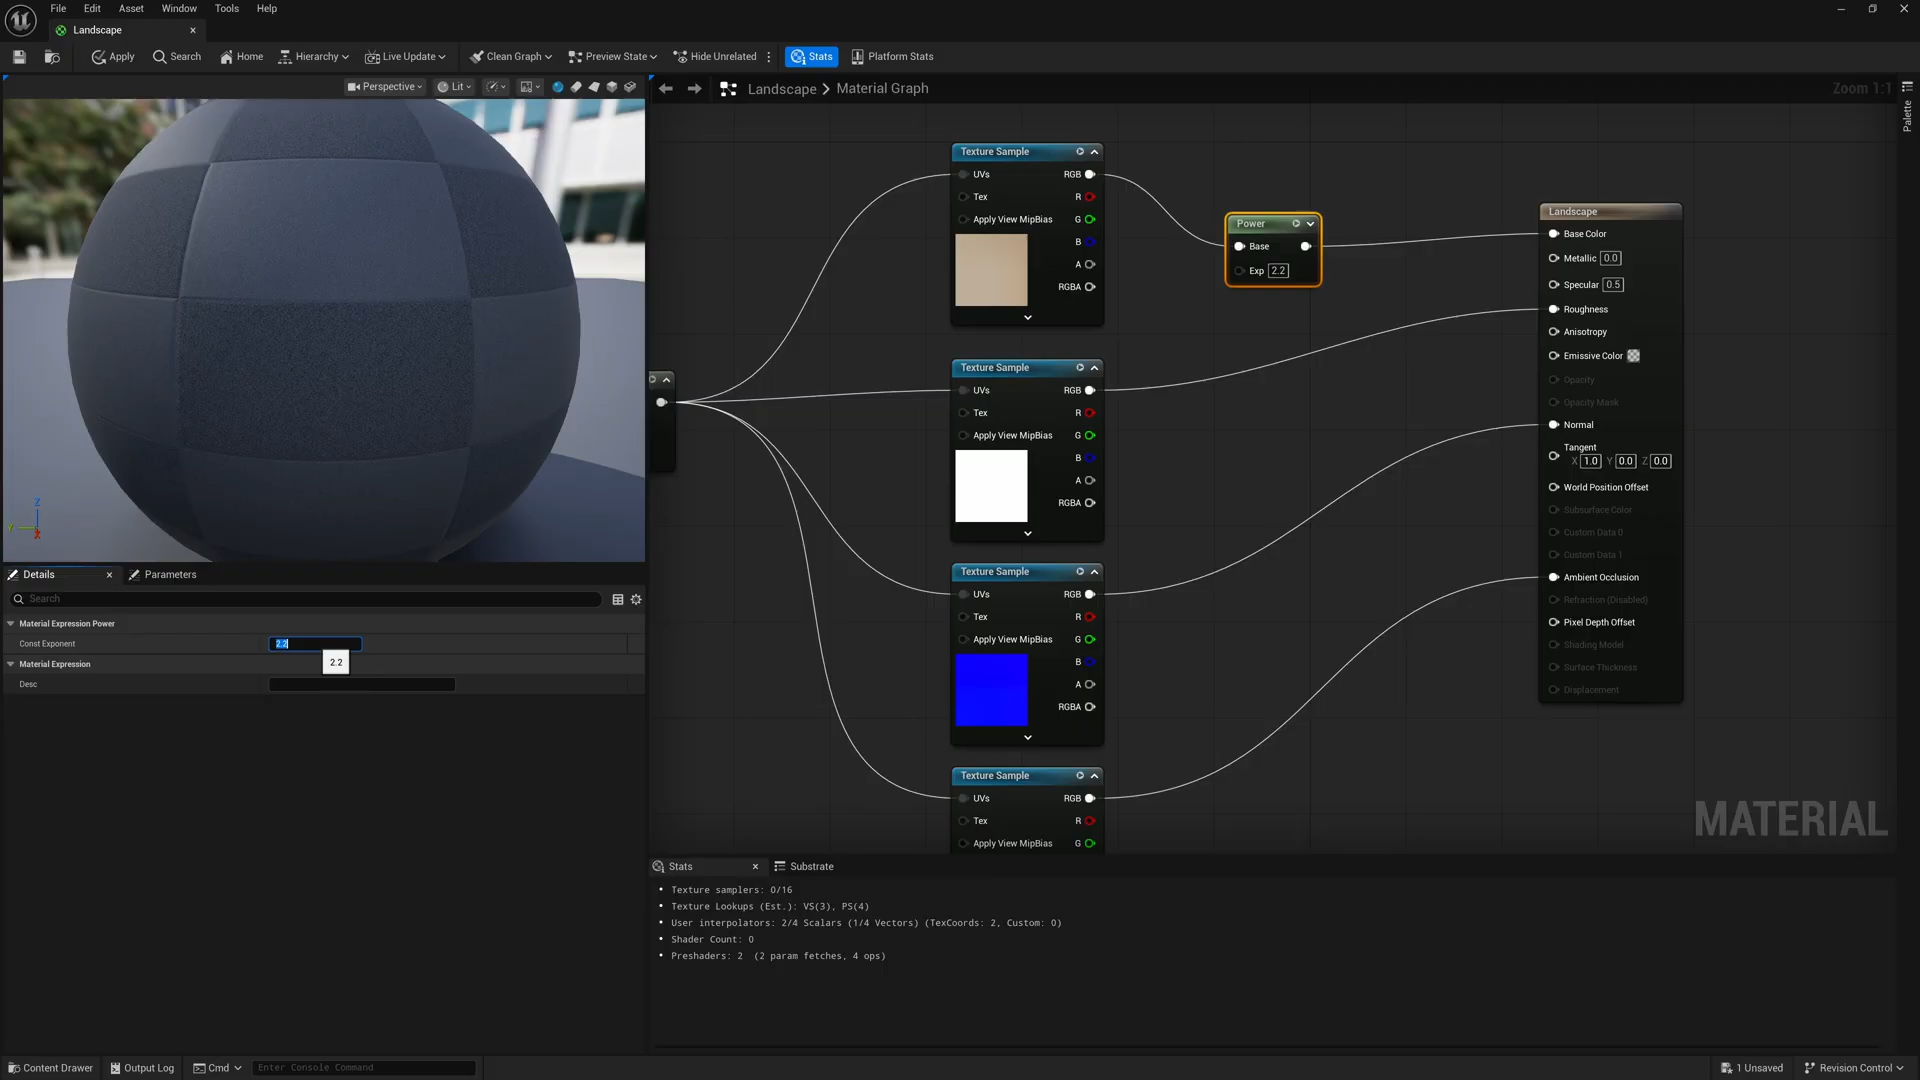 File Edit Asset Window Tools Help
Landscape
Apply Search Home Hierarchy Live Update Clean Graph Preview State Hide Unrelated Stats Platform Stats
Perspective Lit
Landscape > Material Graph
Zoom 1:1
Palette
Texture Sample
UVs RGB
Tex R
Apply View MipBias G
B
A
RGBA
Power
Base
Exp 2.2
Texture Sample
UVs RGB
Tex R
Apply View MipBias G
B
A
RGBA
Texture Sample
UVs RGB
Tex R
Apply View MipBias G
B
A
RGBA
Texture Sample
UVs RGB
Tex R
Apply View MipBias G
Landscape
Base Color
Metallic 0.0
Specular 0.5
Roughness
Anisotropy
Emissive Color
Opacity
Opacity Mask
Normal
Tangent
X 1.0 Y 0.0 Z 0.0
World Position Offset
Subsurface Color
Custom Data 0
Custom Data 1
Ambient Occlusion
Refraction (Disabled)
Pixel Depth Offset
Shading Model
Surface Thickness
Displacement
MATERIAL
Z
Y
X
Details Parameters
Search
Material Expression Power
Const Exponent 2.2
2.2
Material Expression
Desc
Stats Substrate
• Texture samplers: 0/16
• Texture Lookups (Est.): VS(3), PS(4)
• User interpolators: 2/4 Scalars (1/4 Vectors) (TexCoords: 2, Custom: 0)
• Shader Count: 0
• Preshaders: 2 (2 param fetches, 4 ops)
Content Drawer Output Log Cmd Enter Console Command 1 Unsaved Revision Control